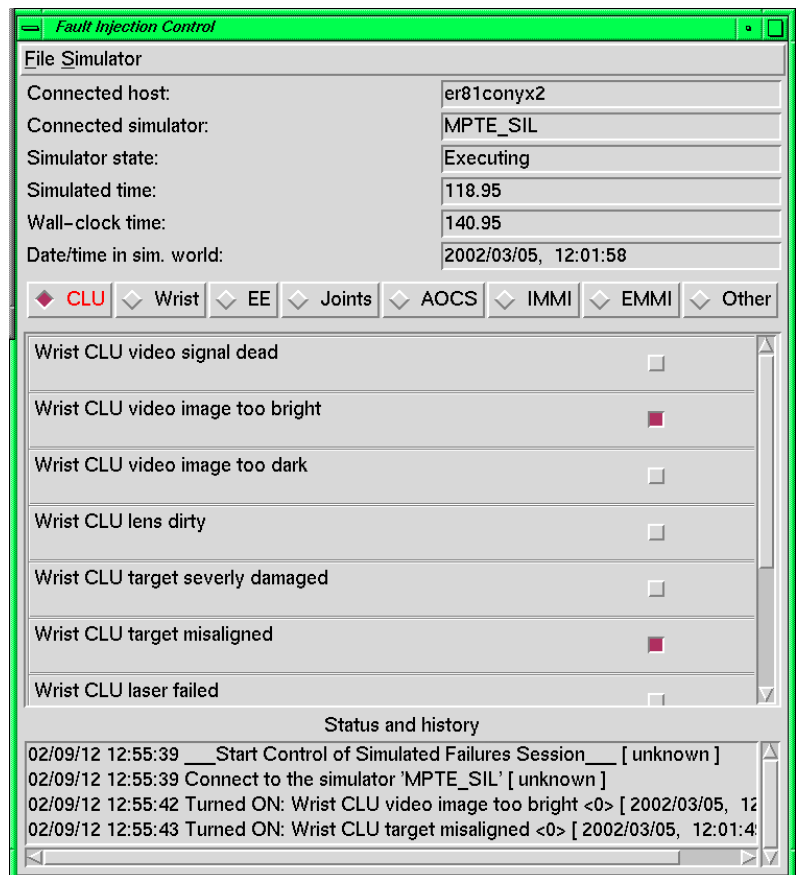 Fault Injection Control
File Simulator
Connected host: er81conyx2
Connected simulator: MPTE_SIL
Simulator state: Executing
Simulated time: 118.95
Wall-clock time: 140.95
Date/time in sim. world: 2002/03/05, 12:01:58
CLU Wrist EE Joints AOCS IMMI EMMI Other
Wrist CLU video signal dead
Wrist CLU video image too bright
Wrist CLU video image too dark
Wrist CLU lens dirty
Wrist CLU target severly damaged
Wrist CLU target misaligned
Wrist CLU laser failed
Status and history
02/09/12 12:55:39 ___Start Control of Simulated Failures Session___ [ unknown ]
02/09/12 12:55:39 Connect to the simulator 'MPTE_SIL' [ unknown ]
02/09/12 12:55:42 Turned ON: Wrist CLU video image too bright <0> [ 2002/03/05, 12
02/09/12 12:55:43 Turned ON: Wrist CLU target misaligned <0> [ 2002/03/05, 12:01:4